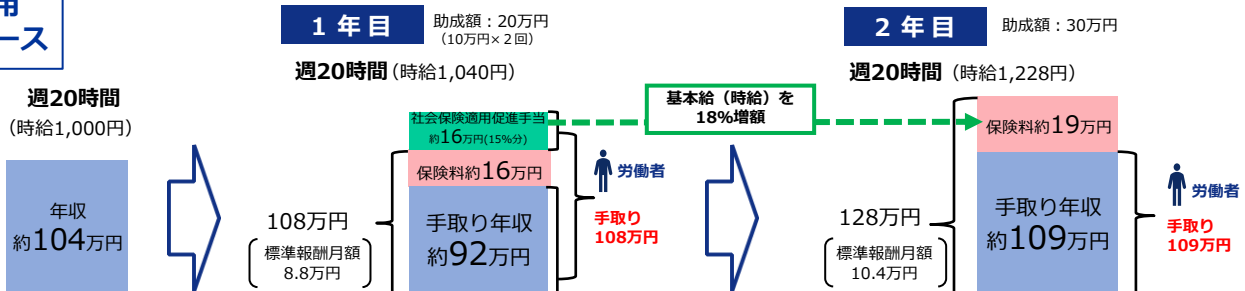 用
ース
週20時間
（時給1,000円）
年収
約104万円
1 年目
助成額：20万円
（10万円×２回）
週20時間（時給1,040円）
社会保険適用促進手当
約16万円(15%分)
保険料約16万円
手取り年収
約92万円
108万円
標準報酬月額
8.8万円
労働者
手取り
108万円
基本給（時給）を
18%増額
2 年目
助成額：30万円
週20時間（時給1,228円）
保険料約19万円
手取り年収
約109万円
128万円
標準報酬月額
10.4万円
労働者
手取り
109万円